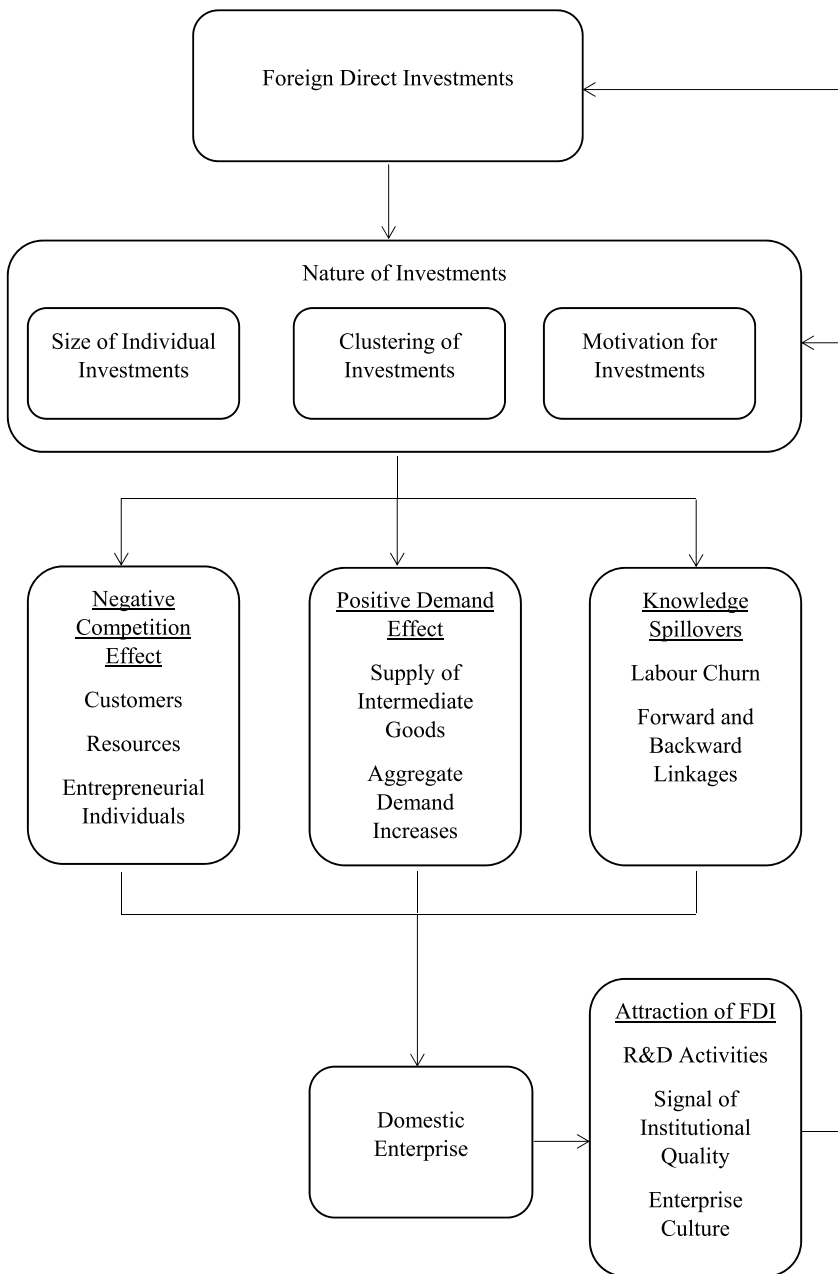 Foreign Direct Investments
Nature of Investments
Size of Individual
Investments
Clustering of
Investments
Motivation for
Investments
Negative
Competition
Effect
Customers
Resources
Entrepreneurial
Individuals
Positive Demand
Effect
Supply of
Intermediate
Goods
Aggregate
Demand
Increases
Knowledge
Spillovers
Labour Churn
Forward and
Backward
Linkages
Domestic
Enterprise
Attraction of FDI
R&D Activities
Signal of
Institutional
Quality
Enterprise
Culture